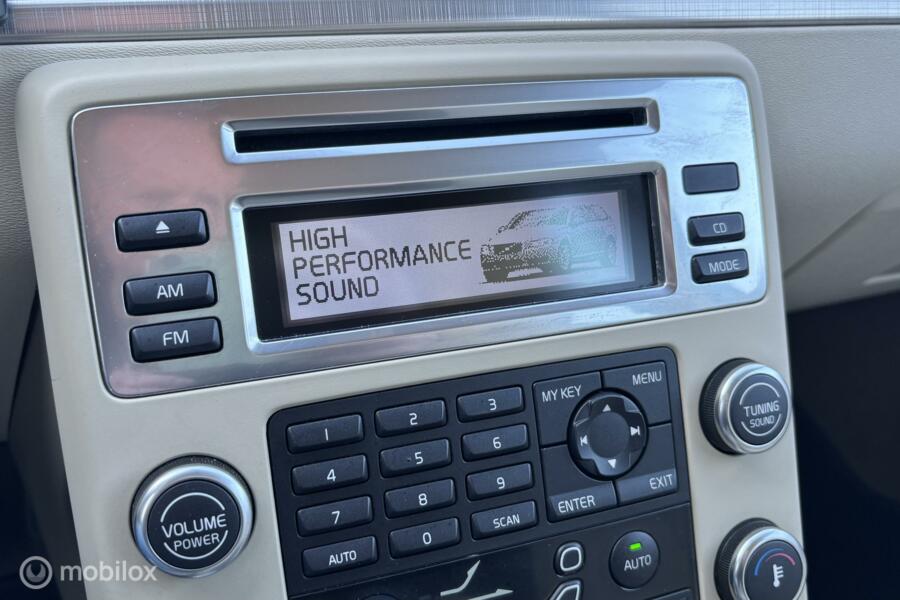 HIGH
PERFORMANCE
SOUND
AM
FM
CD
MODE
MY KEY
MENU
1 2 3
4 5 6
7 8 9
AUTO 0 SCAN
ENTER
EXIT
VOLUME
POWER
TUNING
SOUND
AUTO
mobilox